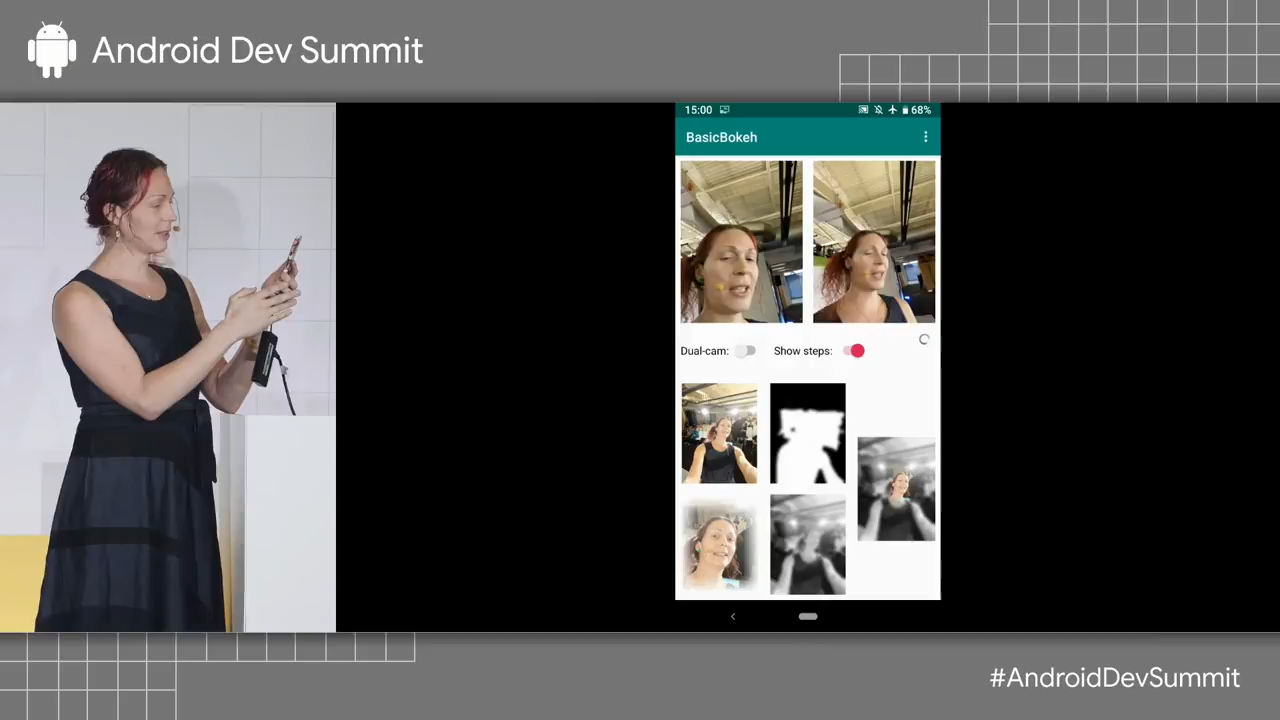 Android Dev Summit
15:00
68%
BasicBokeh
Dual-cam:
Show steps:
#AndroidDevSummit